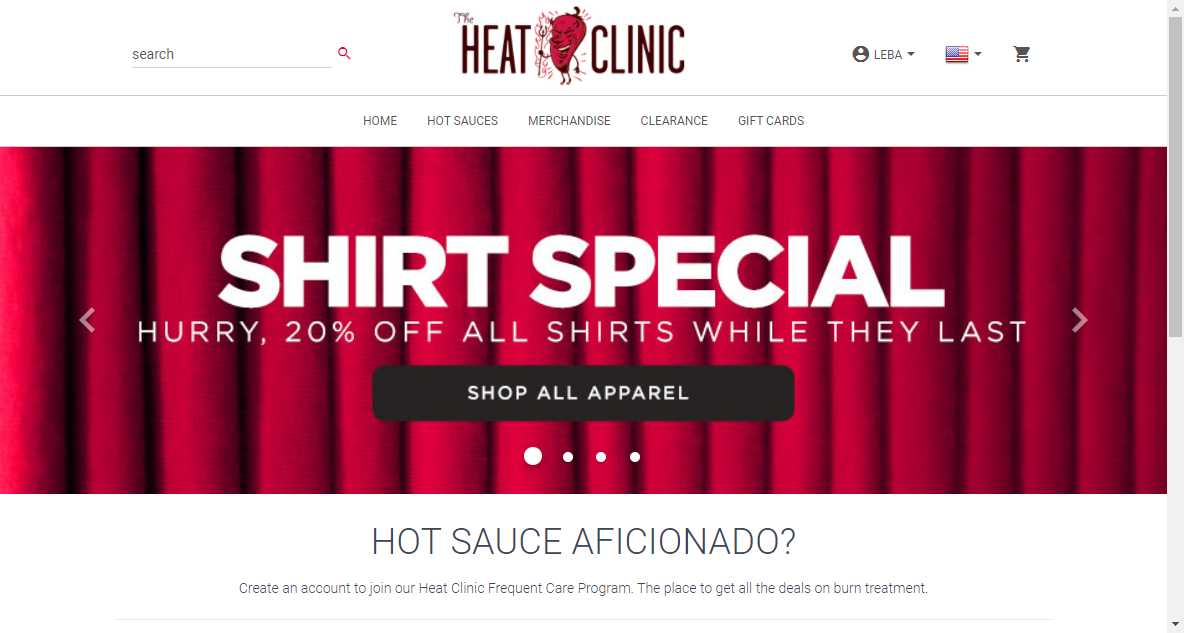 The
HEAT CLINIC
search
LEBA
HOME HOT SAUCES MERCHANDISE CLEARANCE GIFT CARDS
SHIRT SPECIAL
HURRY, 20% OFF ALL SHIRTS WHILE THEY LAST
SHOP ALL APPAREL
HOT SAUCE AFICIONADO?
Create an account to join our Heat Clinic Frequent Care Program. The place to get all the deals on burn treatment.